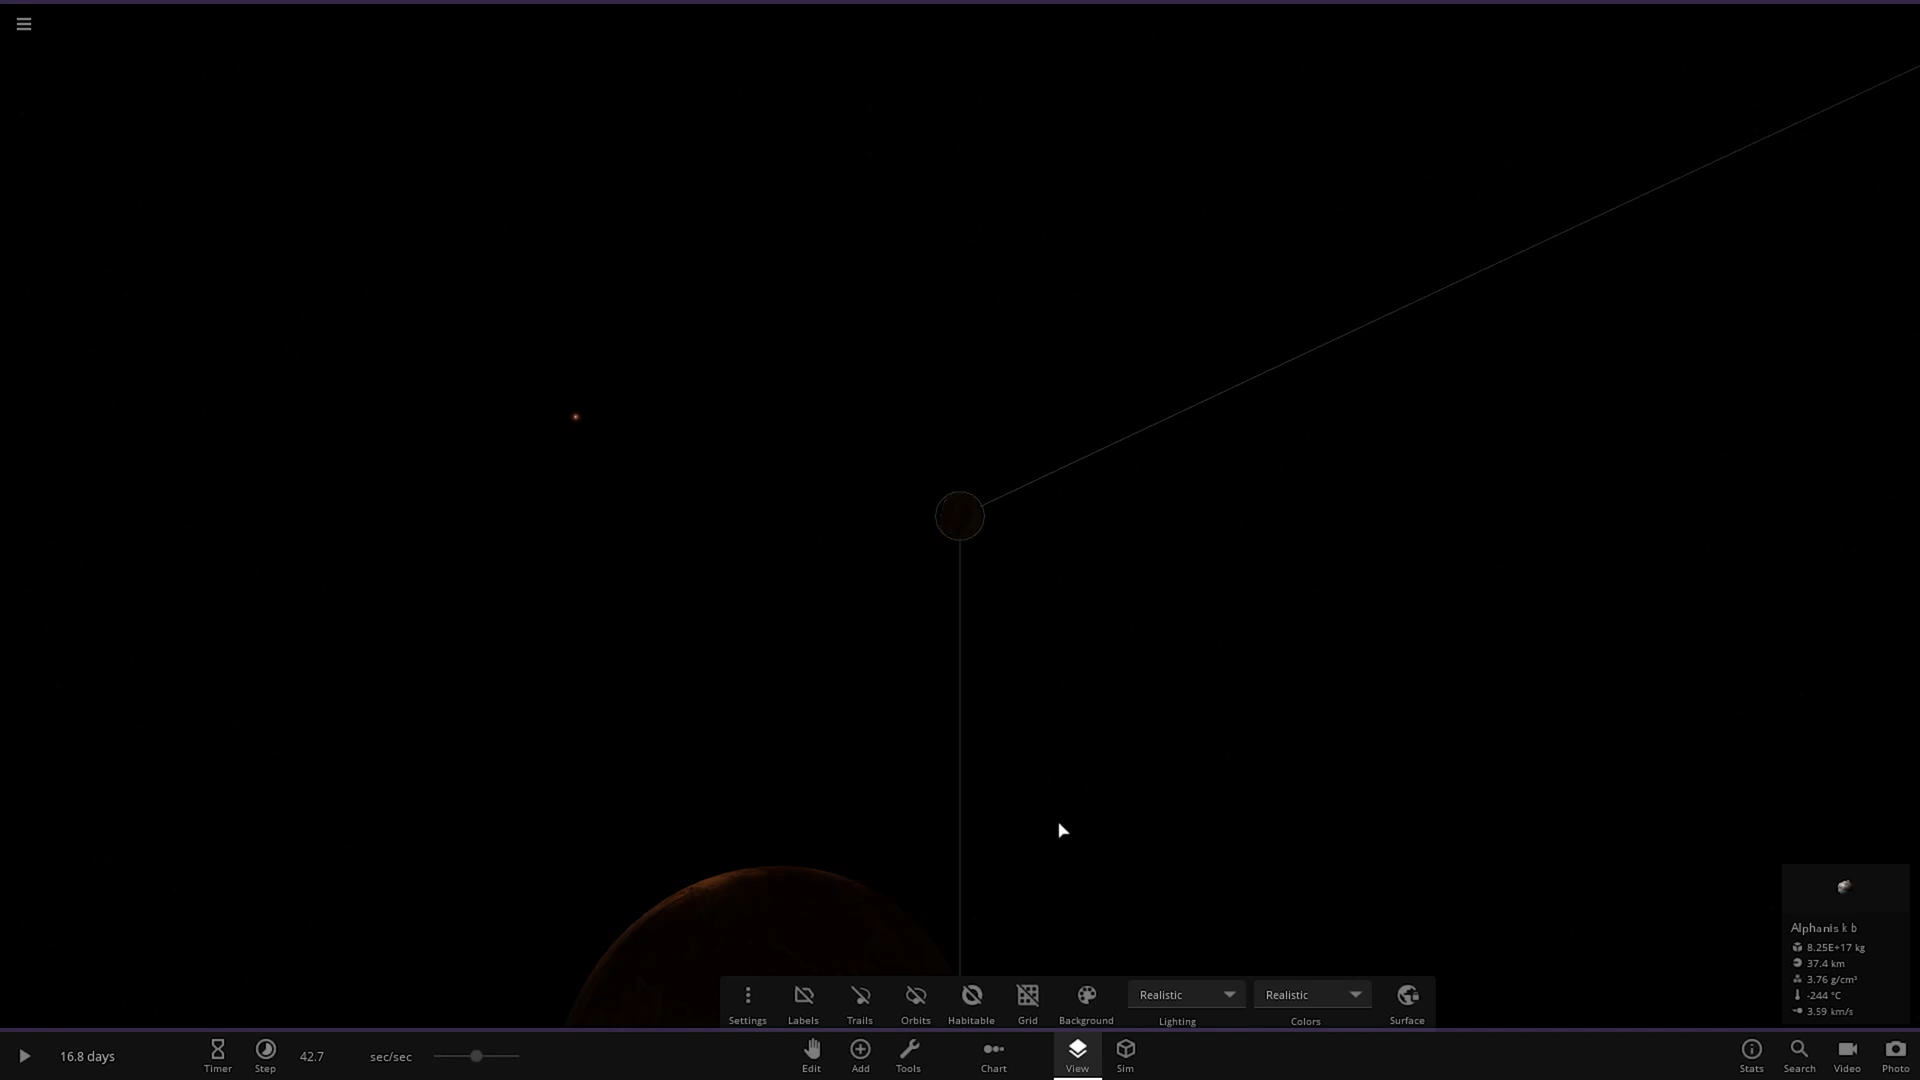 Alphanis k b
8.25E+17 kg
37.4 km
3.76 g/cm³
-244 °C
3.59 km/s
Settings
Labels
Trails
Orbits
Habitable
Grid
Background
Realistic
Lighting
Realistic
Colors
Surface
16.8 days
Timer
Step
42.7
sec/sec
Edit
Add
Tools
Chart
View
Sim
Stats
Search
Video
Photo